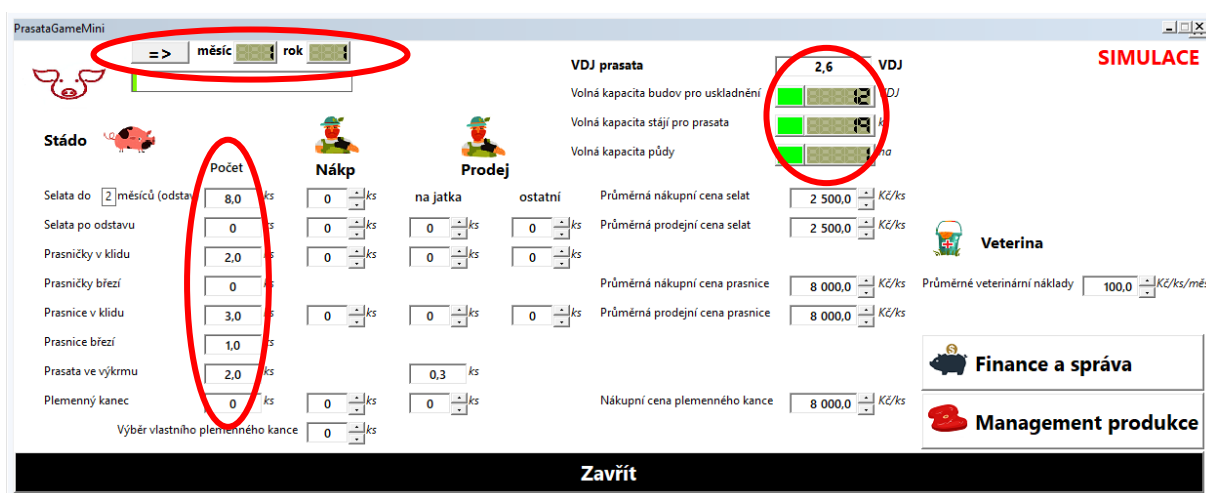 PrasataGameMini
=> měsíc 1 rok 1
SIMULACE
VDJ prasata 2,6 VDJ
Volná kapacita budov pro uskladnění 12 VDJ
Volná kapacita stájí pro prasata 19
Volná kapacita půdy 1 ha
Stádo
Počet Nákp Prodej
Selata do 2 měsíců (odstav 8,0 ks 0 ks na jatka ostatní Průměrná nákupní cena selat 2 500,0 Kč/ks
Selata po odstavu 0 ks 0 ks 0 ks 0 ks Průměrná prodejní cena selat 2 500,0 Kč/ks
Veterina
Prasničky v klidu 2,0 ks 0 ks 0 ks 0 ks
Prasničky březí 0 ks Průměrná nákupní cena prasnice 8 000,0 Kč/ks Průměrné veterinární náklady 100,0 Kč/ks/měs
Prasnice v klidu 3,0 ks 0 ks 0 ks 0 ks Průměrná prodejní cena prasnice 8 000,0 Kč/ks
Prasnice březí 1,0 ks
Finance a správa
Prasata ve výkrmu 2,0 ks 0,3 ks
Plemenný kanec 0 ks 0 ks 0 ks Nákupní cena plemenného kance 8 000,0 Kč/ks
Management produkce
Výběr vlastního plemenného kance 0 ks
Zavřít